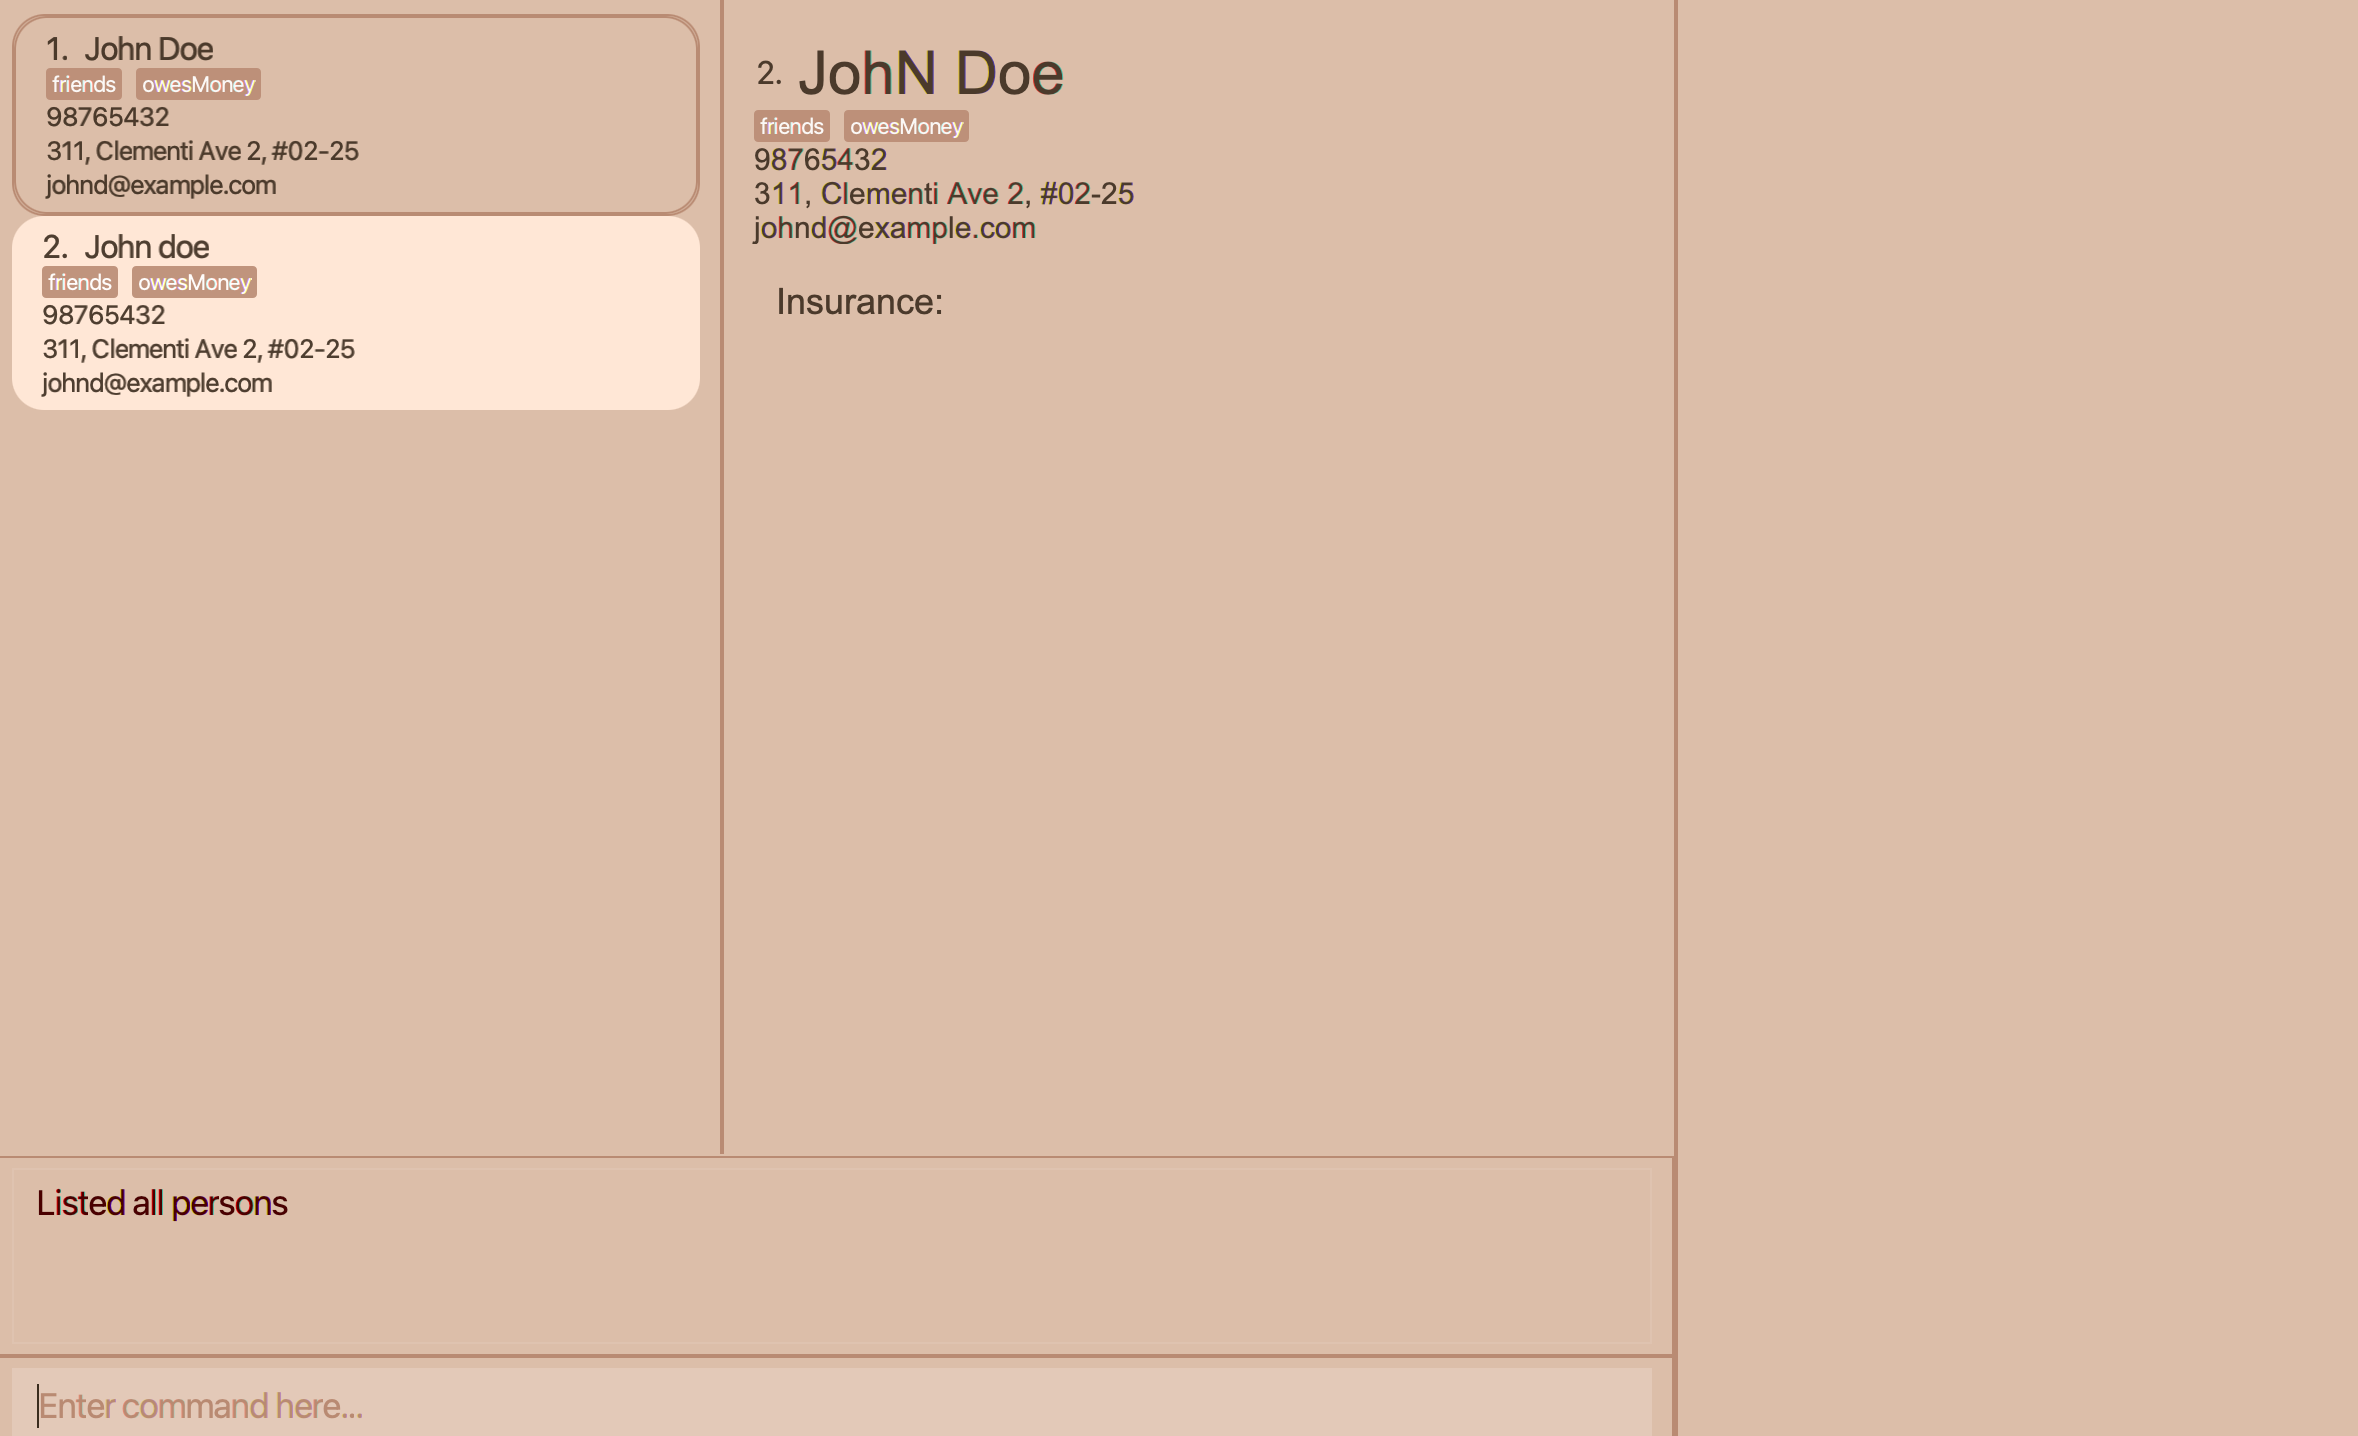 1. John Doe
friends owesMoney
98765432
311, Clementi Ave 2, #02-25
johnd@example.com
2. John doe
friends owesMoney
98765432
311, Clementi Ave 2, #02-25
johnd@example.com
2. JohN Doe
friends owesMoney
98765432
311, Clementi Ave 2, #02-25
johnd@example.com
Insurance:
Listed all persons
Enter command here...